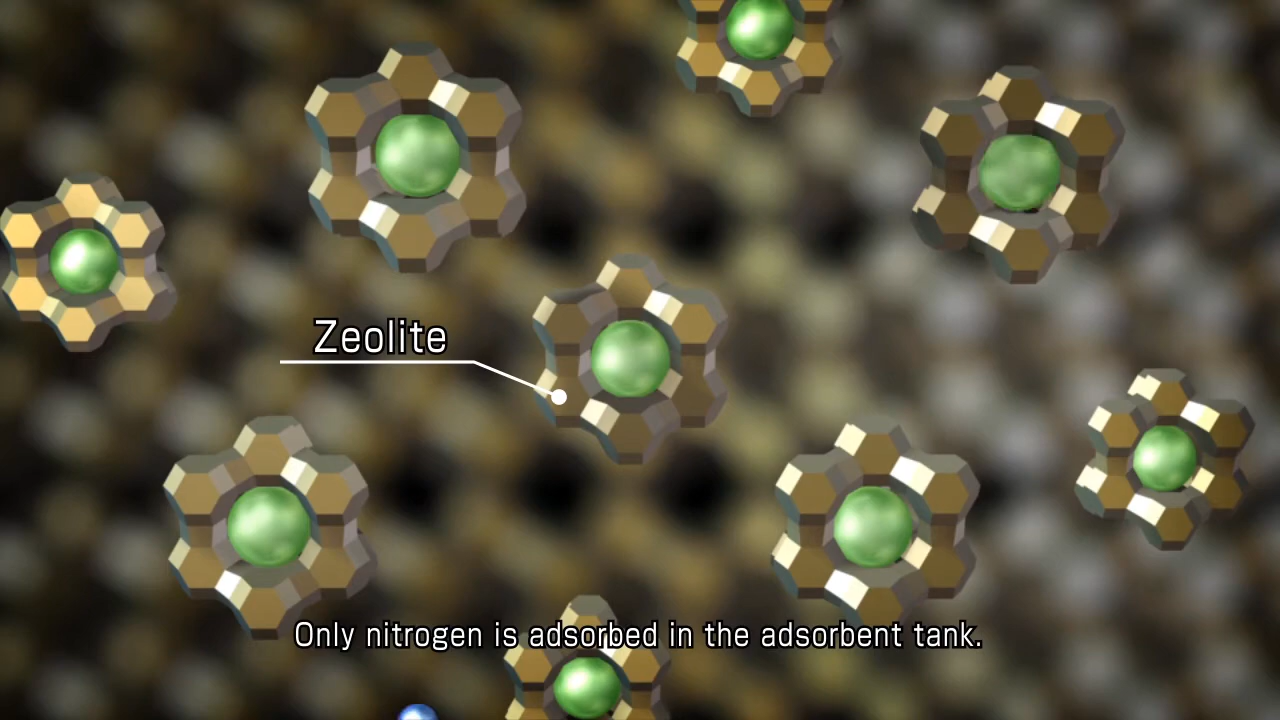 Zeolite
Only nitrogen is adsorbed in the adsorbent tank.